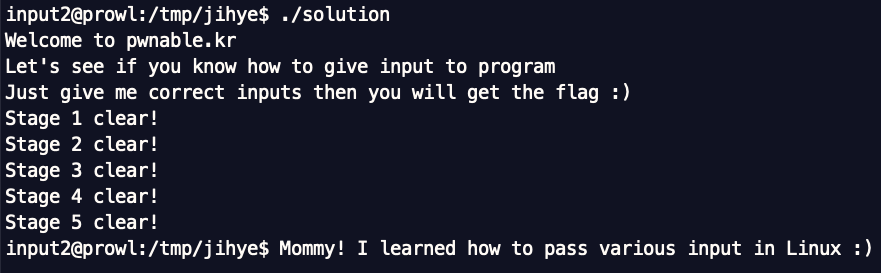 input2@prowl:/tmp/jihye$ ./solution
Welcome to pwnable.kr
Let's see if you know how to give input to program
Just give me correct inputs then you will get the flag :)
Stage 1 clear!
Stage 2 clear!
Stage 3 clear!
Stage 4 clear!
Stage 5 clear!
input2@prowl:/tmp/jihye$ Mommy! I learned how to pass various input in Linux :)